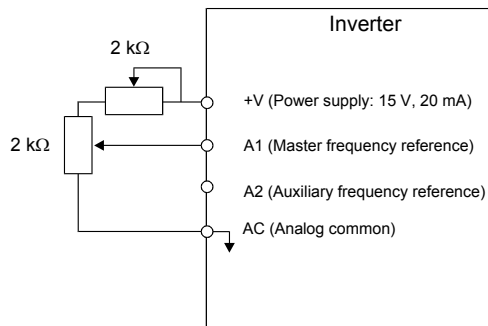 Inverter
2 kΩ
+V (Power supply: 15 V, 20 mA)
2 kΩ
A1 (Master frequency reference)
A2 (Auxiliary frequency reference)
AC (Analog common)